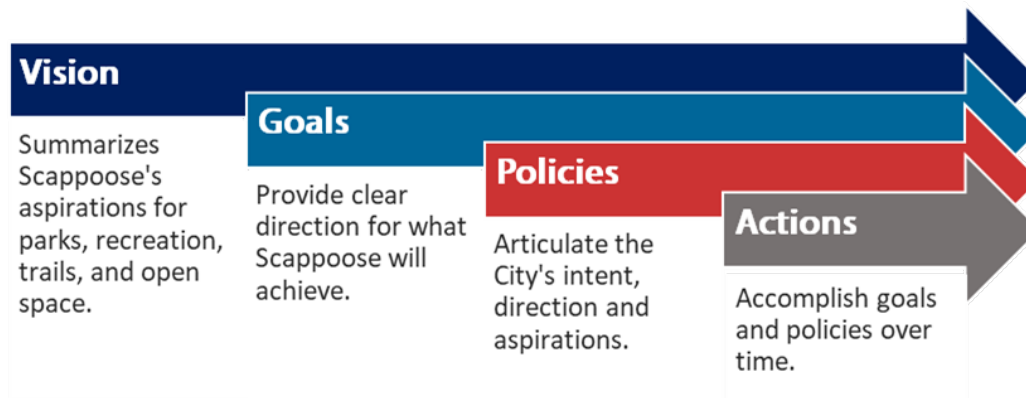 Vision
Summarizes
Scappoose's
aspirations for
parks, recreation,
trails, and open
space.
Goals
Provide clear
direction for what
Scappoose will
achieve.
Policies
Articulate the
City's intent,
direction and
aspirations.
Actions
Accomplish goals
and policies over
time.